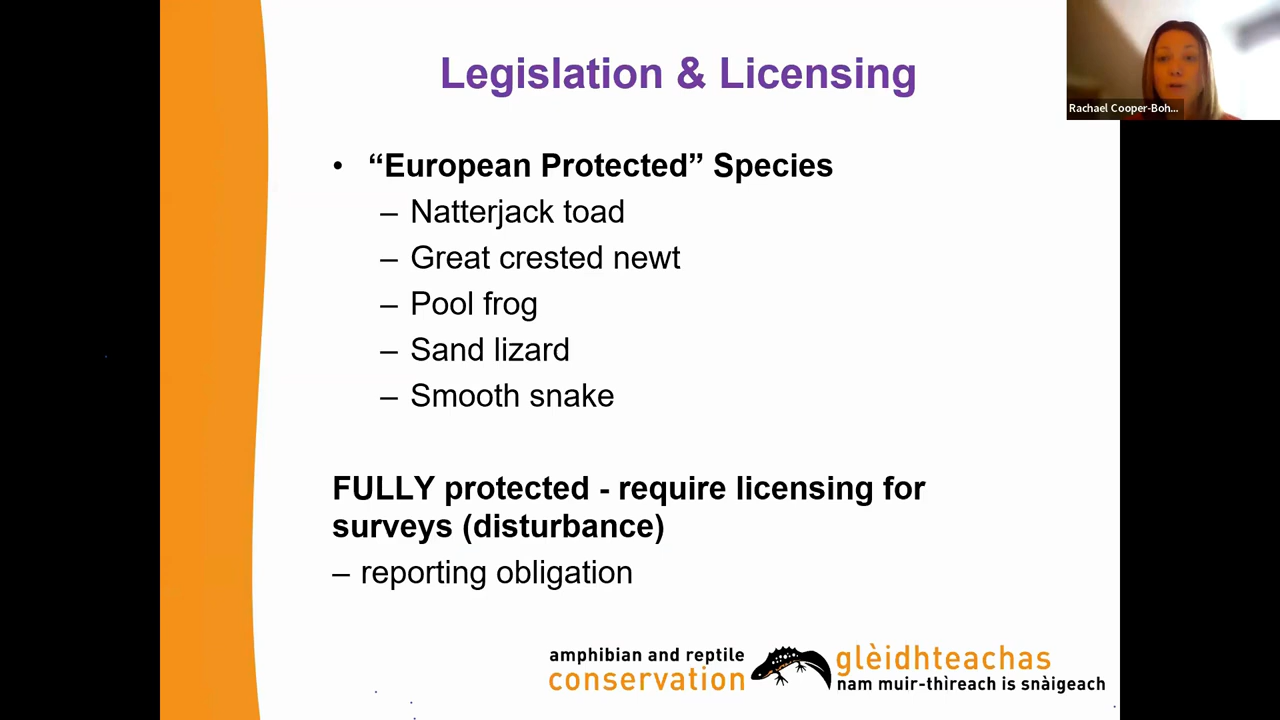 Legislation & Licensing
Rachael Cooper-Boh...
• “European Protected” Species
– Natterjack toad
– Great crested newt
– Pool frog
– Sand lizard
– Smooth snake
FULLY protected - require licensing for
surveys (disturbance)
– reporting obligation
amphibian and reptile
conservation
glèidhteachas
nam muir-thìreach is snàigeach